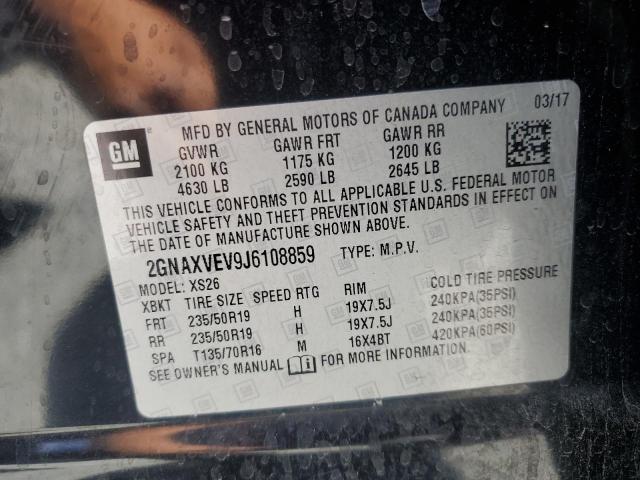 GM
MFD BY GENERAL MOTORS OF CANADA COMPANY 03/17
GVWR GAWR FRT GAWR RR
2100 KG 1175 KG 1200 KG
4630 LB 2590 LB 2645 LB
THIS VEHICLE CONFORMS TO ALL APPLICABLE U.S. FEDERAL MOTOR
VEHICLE SAFETY AND THEFT PREVENTION STANDARDS IN EFFECT ON
THE DATE OF MANUFACTURE SHOWN ABOVE.
2GNAXVEV9J6108859 TYPE: M.P.V.
MODEL: XS26
XBKT TIRE SIZE SPEED RTG RIM COLD TIRE PRESSURE
FRT 235/50R19 H 19X7.5J 240KPA(35PSI)
RR 235/50R19 H 19X7.5J 240KPA(35PSI)
SPA T135/70R16 M 16X4BT 420KPA(60PSI)
SEE OWNER'S MANUAL FOR MORE INFORMATION.